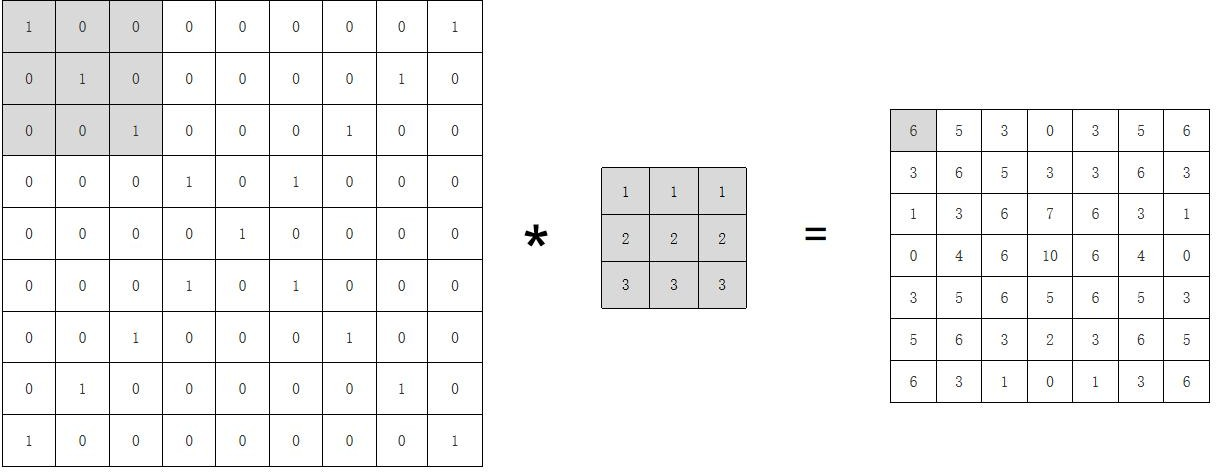 1 0 0 0 0 0 0 0 1
0 1 0 0 0 0 0 1 0
0 0 1 0 0 0 1 0 0
0 0 0 1 0 1 0 0 0
0 0 0 0 1 0 0 0 0
0 0 0 1 0 1 0 0 0
0 0 1 0 0 0 1 0 0
0 1 0 0 0 0 0 1 0
1 0 0 0 0 0 0 0 1
*
1 1 1
2 2 2
3 3 3
=
6 5 3 0 3 5 6
3 6 5 3 3 6 3
1 3 6 7 6 3 1
0 4 6 10 6 4 0
3 5 6 5 6 5 3
5 6 3 2 3 6 5
6 3 1 0 1 3 6